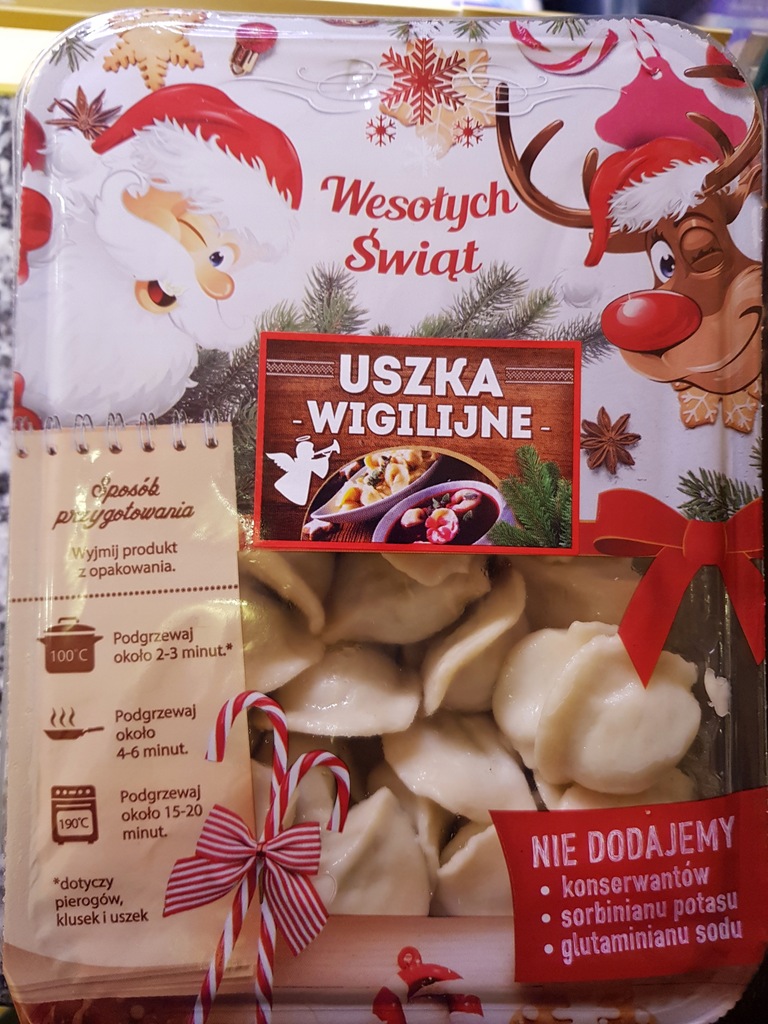 Wesołych
Świąt
USZKA
- WIGILIJNE -
Sposób
przygotowania
Wyjmij produkt
z opakowania.
100°C
Podgrzewaj
około 2-3 minut.*
Podgrzewaj
około
4-6 minut.
190°C
Podgrzewaj
około 15-20
minut.
*dotyczy
pierogów,
klusek i uszek
NIE DODAJEMY
• konserwantów
• sorbinianu potasu
• glutaminianu sodu